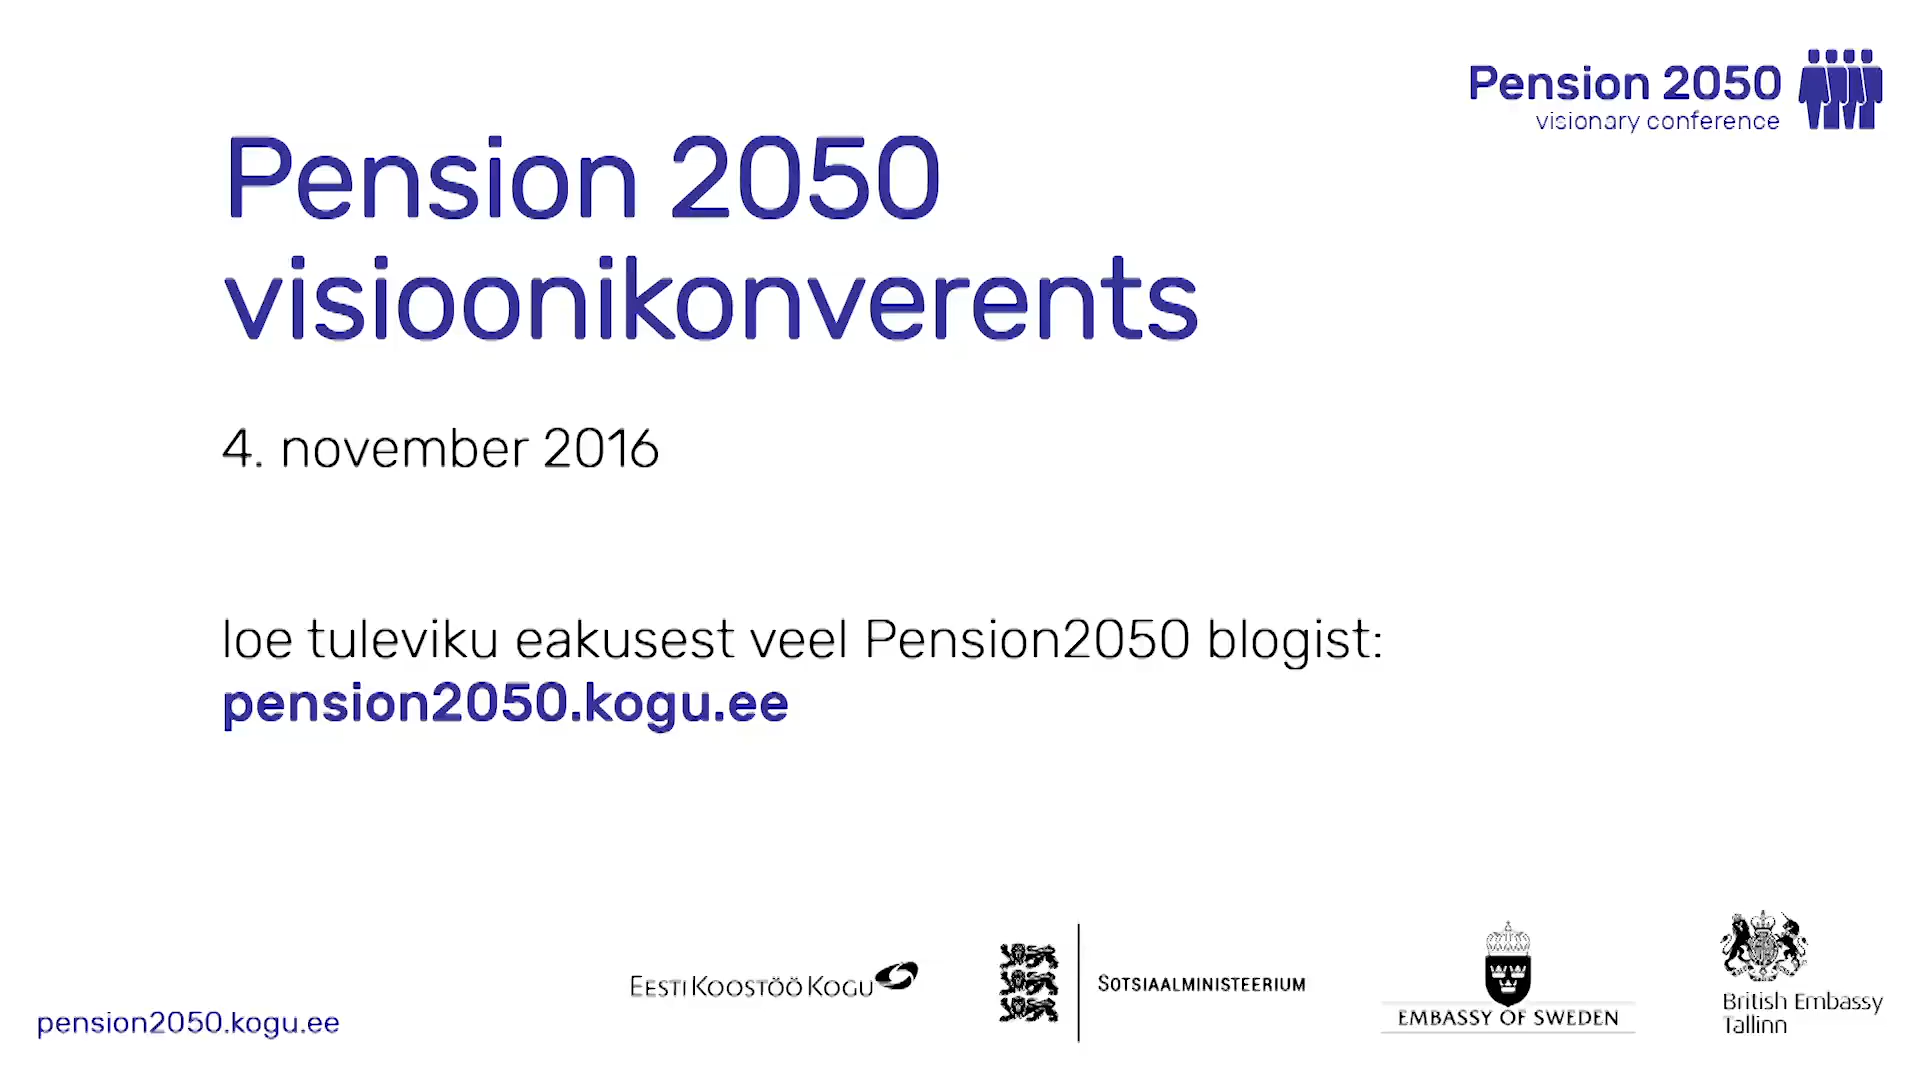 Pension 2050
visionary conference
Pension 2050
visioonikonverents
4. november 2016
loe tuleviku eakusest veel Pension2050 blogist:
pension2050.kogu.ee
EESTI KOOSTÖÖ KOGU
SOTSIAALMINISTEERIUM
EMBASSY OF SWEDEN
British Embassy
Tallinn
pension2050.kogu.ee